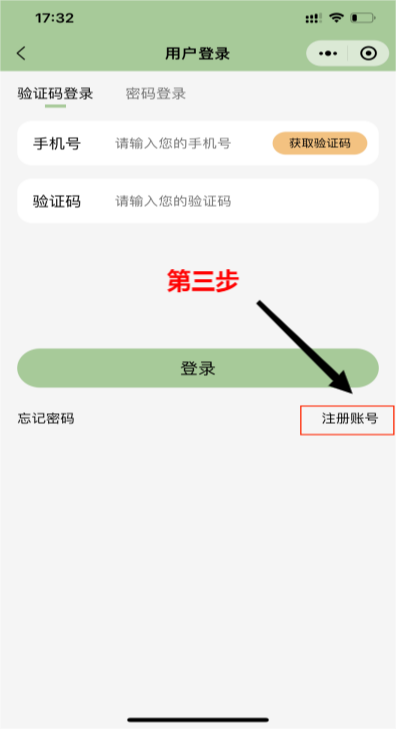 17:32
用户登录
验证码登录 密码登录
手机号 请输入您的手机号 获取验证码
验证码 请输入您的验证码
第三步
登录
忘记密码 注册账号